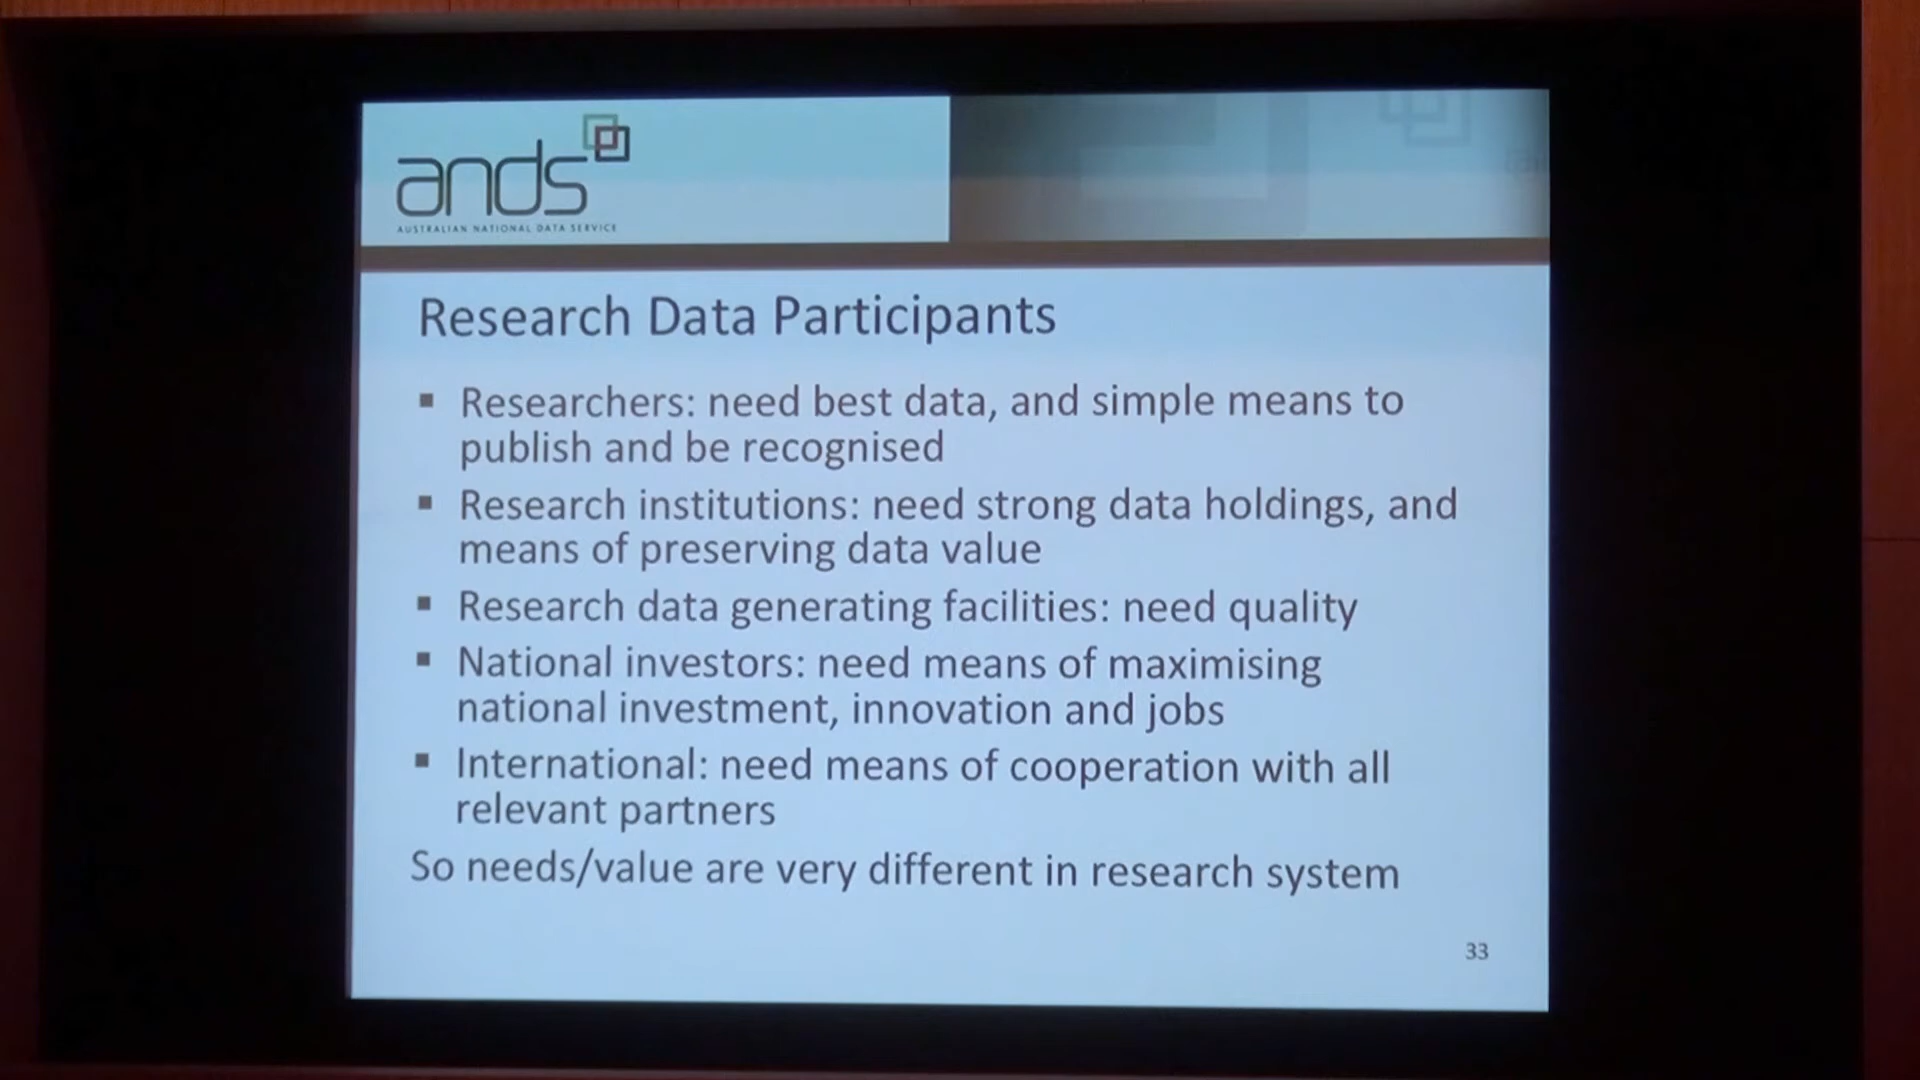 ands
AUSTRALIAN NATIONAL DATA SERVICE
Research Data Participants
▪ Researchers: need best data, and simple means to
publish and be recognised
▪ Research institutions: need strong data holdings, and
means of preserving data value
▪ Research data generating facilities: need quality
▪ National investors: need means of maximising
national investment, innovation and jobs
▪ International: need means of cooperation with all
relevant partners
So needs/value are very different in research system
33